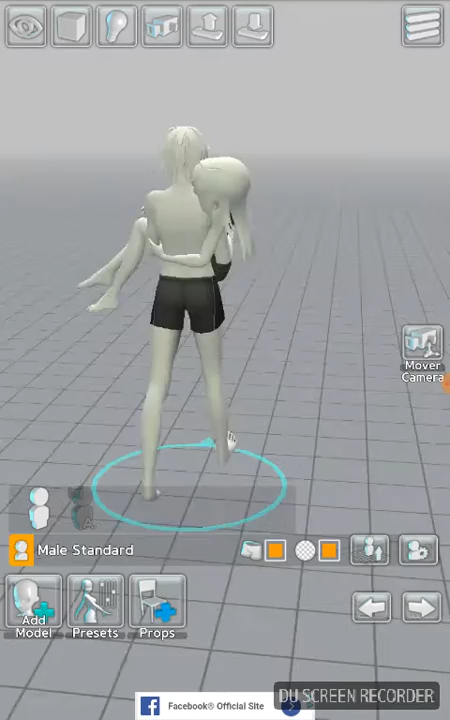 Mover
Camera
A
Male Standard
Add
Model
Presets
Props
Facebook® Official Site
DU SCREEN RECORDER